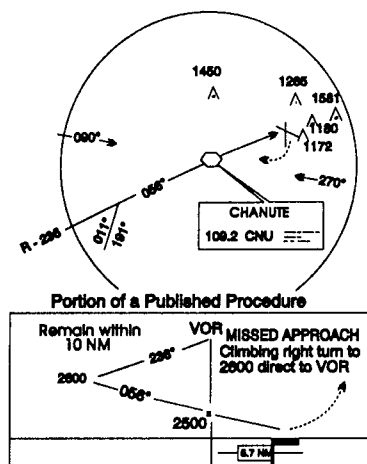 1450
1265
1581
1180
1172
090°
270°
056°
R - 236
011°
191°
CHANUTE
109.2 CNU
Portion of a Published Procedure
Remain within
10 NM
VOR
MISSED APPROACH
Climbing right turn to
2600 direct to VOR
236°
2600
056°
2500
5.7 NM